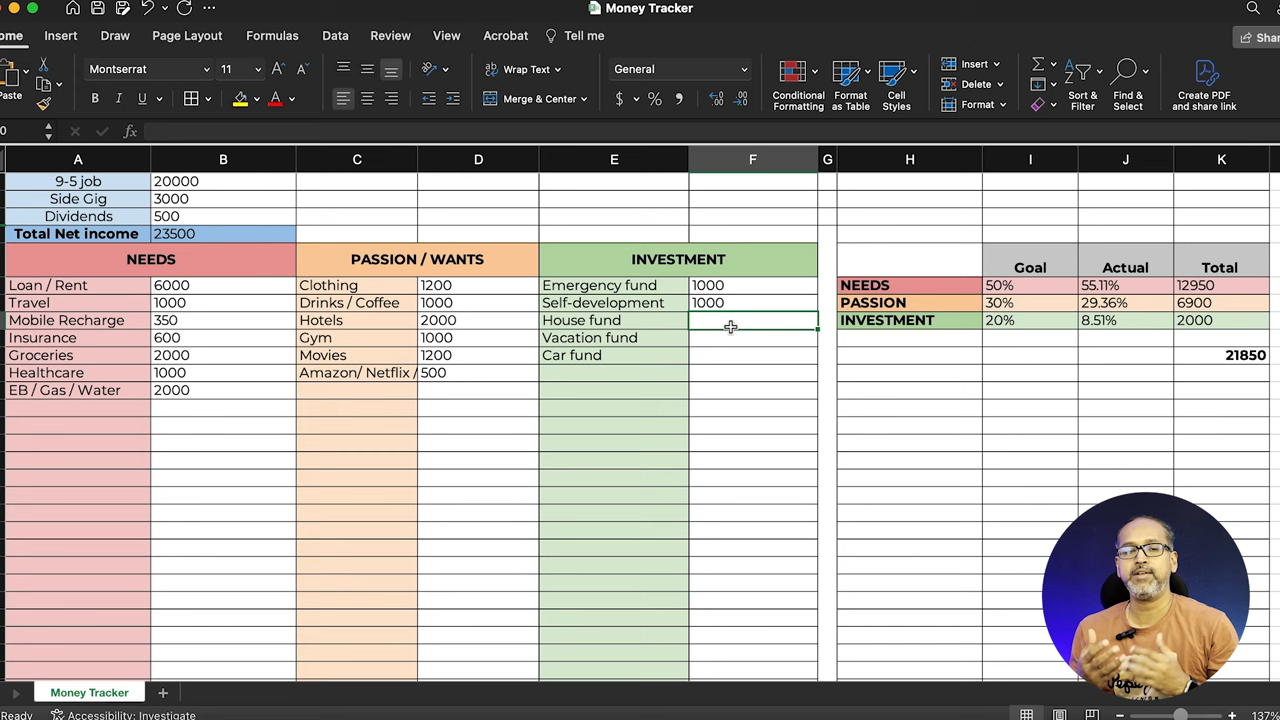 Money Tracker
ome Insert Draw Page Layout Formulas Data Review View Acrobat Tell me Shar
Paste Montserrat 11 Wrap Text General Conditional Formatting Format as Table Cell Styles Insert Sort & Filter Find & Select Create PDF and share link
Delete
B I U Merge & Center $ % Format
0 fx
A B C D E F G H I J K
9-5 job 20000
Side Gig 3000
Dividends 500
Total Net income 23500
NEEDS PASSION / WANTS INVESTMENT Goal Actual Total
Loan / Rent 6000 Clothing 1200 Emergency fund 1000 NEEDS 50% 55.11% 12950
Travel 1000 Drinks / Coffee 1000 Self-development 1000 PASSION 30% 29.36% 6900
Mobile Recharge 350 Hotels 2000 House fund INVESTMENT 20% 8.51% 2000
Insurance 600 Gym 1000 Vacation fund
Groceries 2000 Movies 1200 Car fund 21850
Healthcare 1000 Amazon/ Netflix / 500
EB / Gas / Water 2000
Money Tracker
Ready Accessibility: Investigate 137%